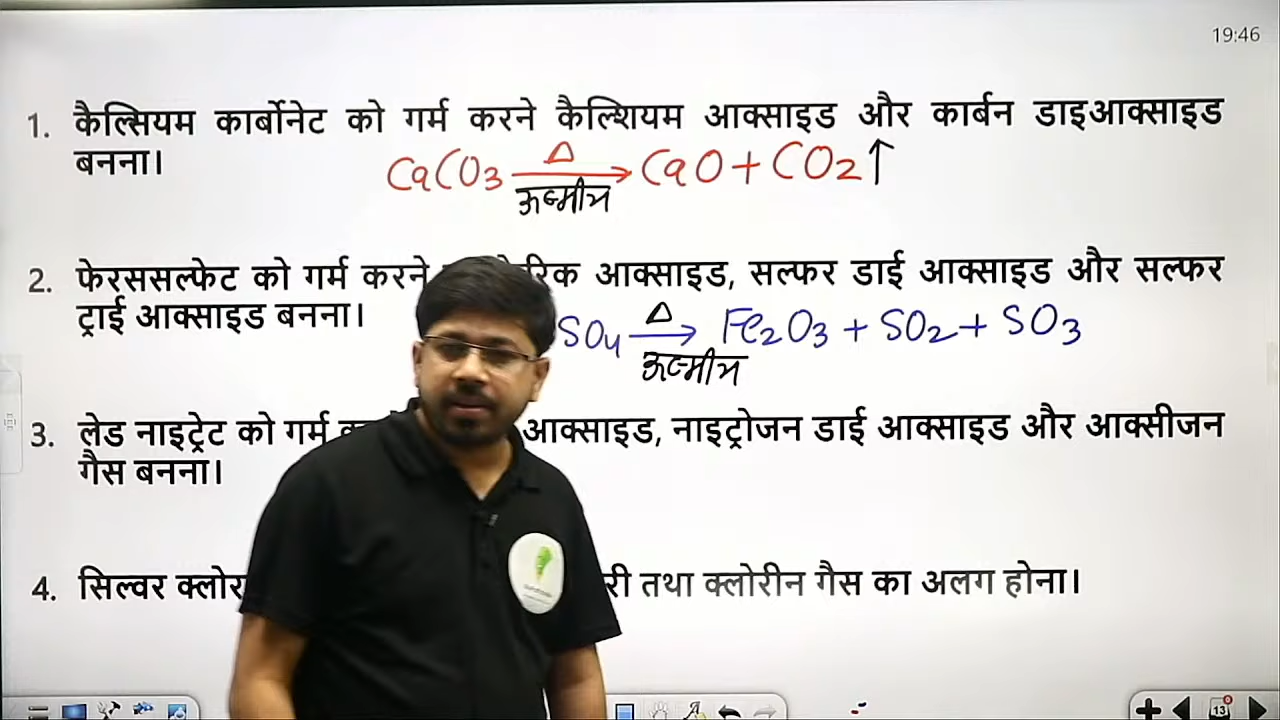 19:46
1. कैल्सियम कार्बोनेट को गर्म करने कैल्शियम आक्साइड और कार्बन डाइआक्साइड
बनना।
CaCO3 Δ→ CaO + CO2↑
ऊष्मीय
2. फेरससल्फेट को गर्म करने आक्साइड, सल्फर डाई आक्साइड और सल्फर
ट्राई आक्साइड बनना।
SO4 Δ→ Fe2O3 + SO2 + SO3
ऊष्मीय
3. लेड नाइट्रेट को गर्म आक्साइड, नाइट्रोजन डाई आक्साइड और आक्सीजन
गैस बनना।
4. सिल्वर तथा क्लोरीन गैस का अलग होना।
13